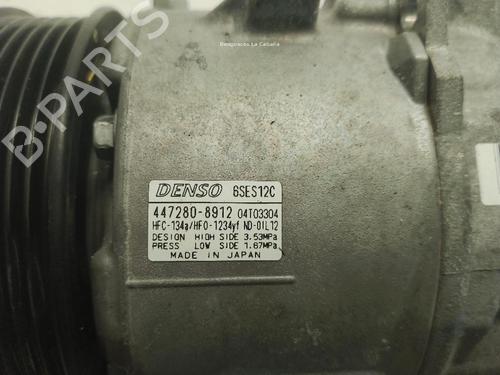 Desguaces La Cabaña
B-PARTS
DENSO 6SES12C
447280-8912 04T03304
HFC-134a/HFO-1234yf ND-OIL12
DESIGN HIGH SIDE 3.53MPa
PRESS LOW SIDE 1.87MPa
MADE IN JAPAN
B-PARTS